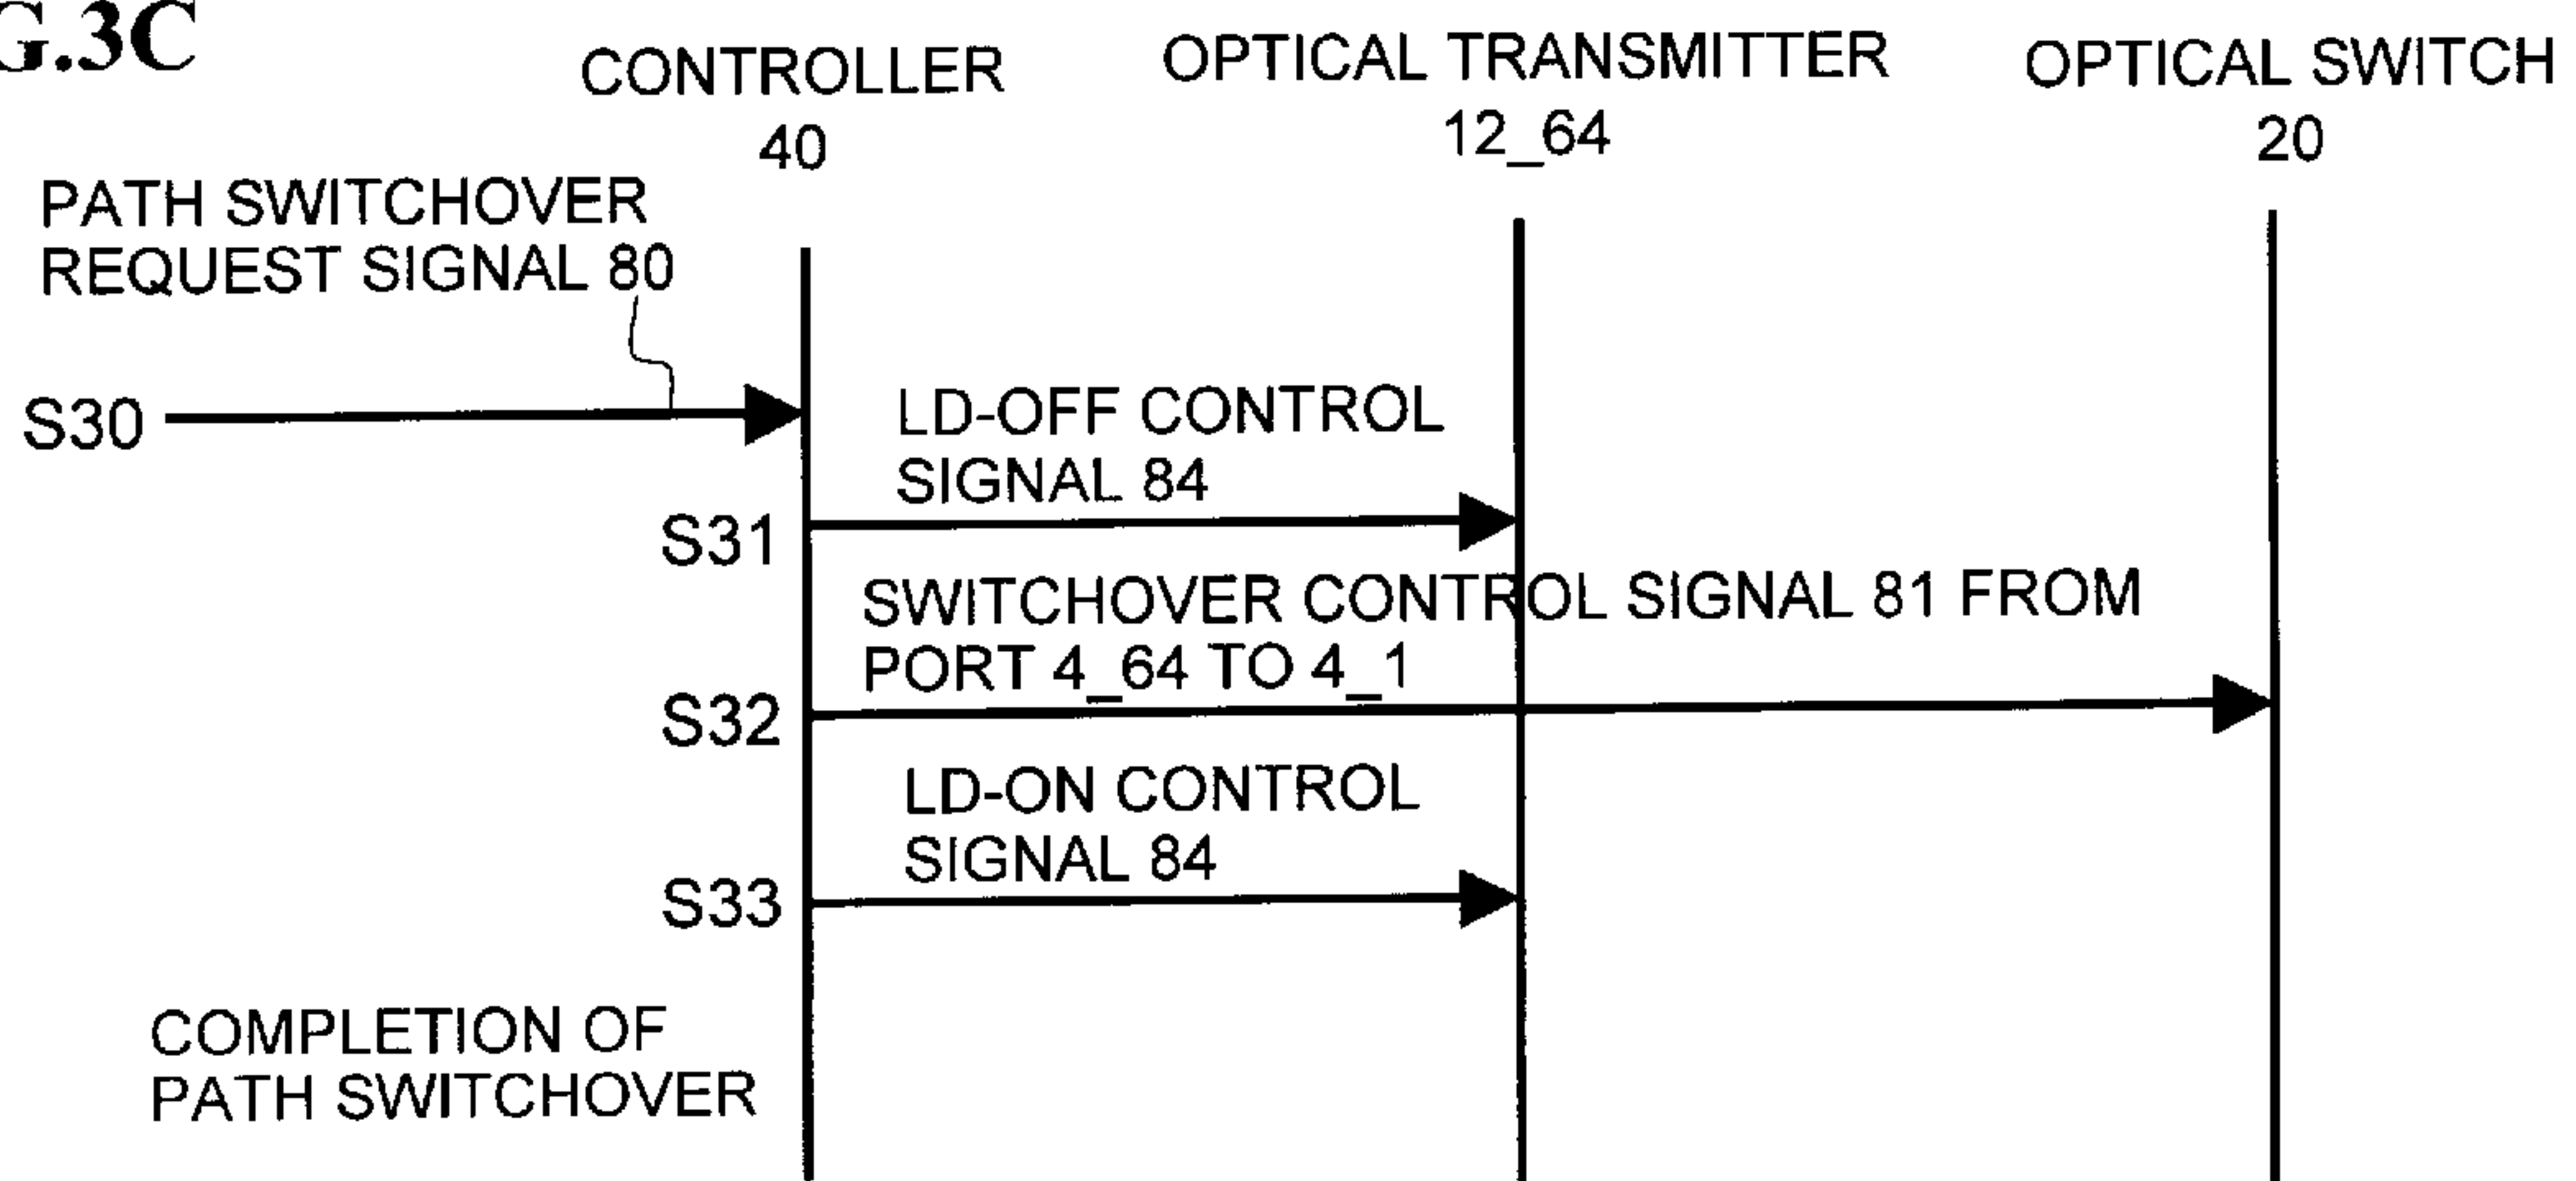 G.3C
CONTROLLER
40
OPTICAL TRANSMITTER
12_64
OPTICAL SWITCH
20
PATH SWITCHOVER
REQUEST SIGNAL 80
S30
LD-OFF CONTROL
SIGNAL 84
S31
SWITCHOVER CONTROL SIGNAL 81 FROM
PORT 4_64 TO 4_1
S32
LD-ON CONTROL
SIGNAL 84
S33
COMPLETION OF
PATH SWITCHOVER